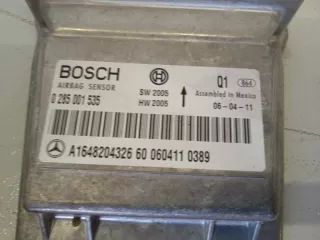 BOSCH
AIRBAG SENSOR
0 285 001 535
SW 2005
HW 2005
Q1
Assembled in Mexico
06-04-11
A1648204326 60 060411 0389